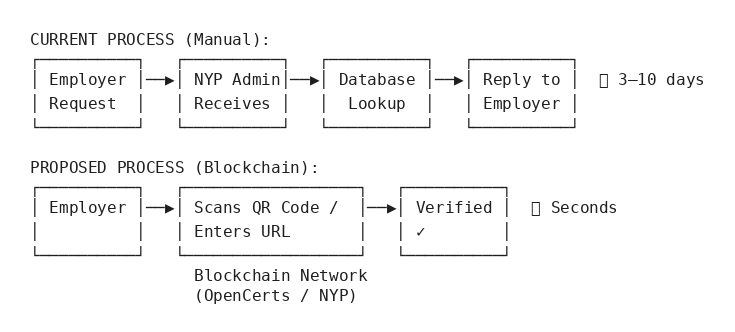 CURRENT PROCESS (Manual):
Employer Request
NYP Admin Receives
Database Lookup
Reply to Employer
3–10 days
PROPOSED PROCESS (Blockchain):
Employer
Scans QR Code / Enters URL
Verified ✓
Seconds
Blockchain Network
(OpenCerts / NYP)